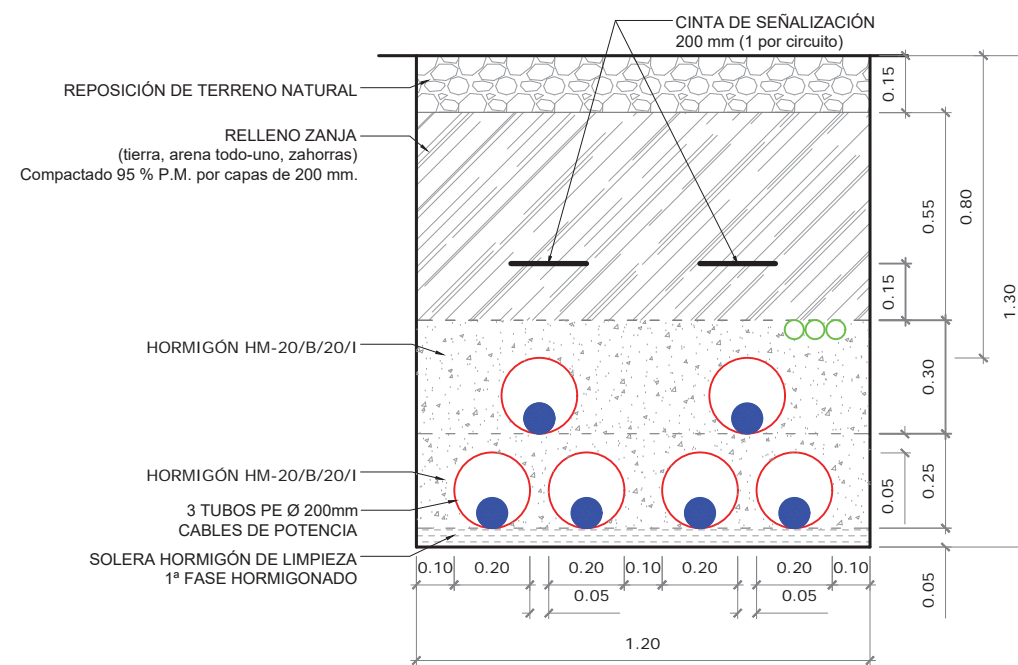 CINTA DE SEÑALIZACIÓN
200 mm (1 por circuito)
REPOSICIÓN DE TERRENO NATURAL
RELLENO ZANJA
(tierra, arena todo-uno, zahorras)
Compactado 95 % P.M. por capas de 200 mm.
HORMIGÓN HM-20/B/20/I
HORMIGÓN HM-20/B/20/I
3 TUBOS PE Ø 200mm
CABLES DE POTENCIA
SOLERA HORMIGÓN DE LIMPIEZA
1ª FASE HORMIGONADO
0.15
0.55
0.80
0.15
1.30
0.30
0.05
0.25
0.05
0.10
0.20
0.20
0.10
0.20
0.20
0.10
0.05
0.05
1.20